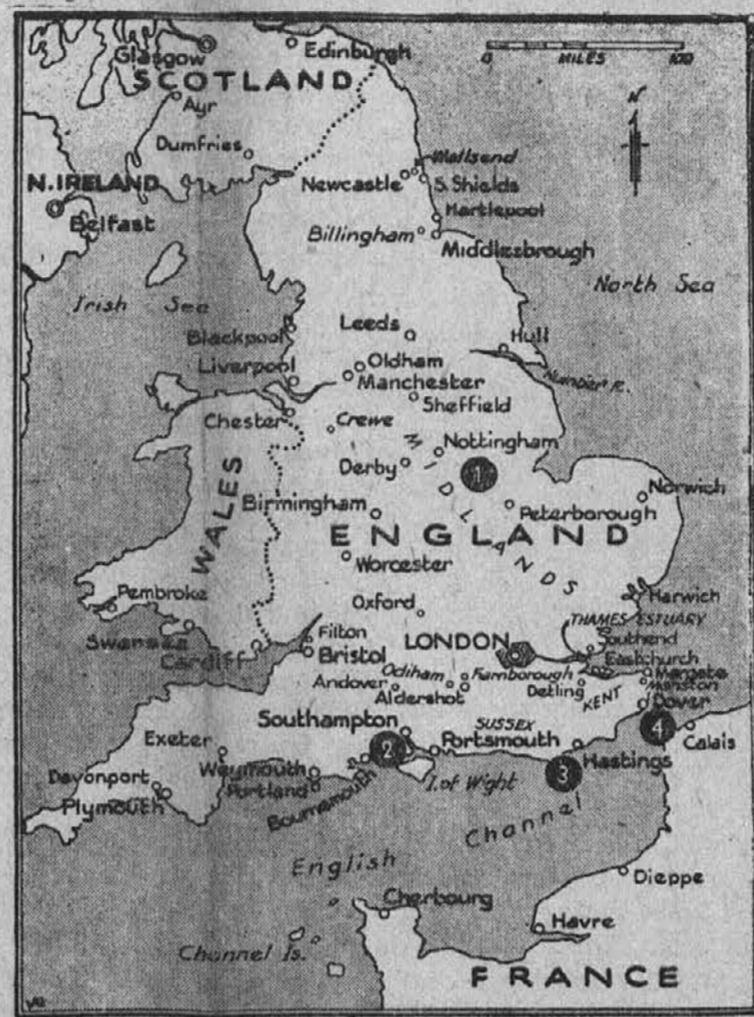 Glasgow
Edinburgh
SCOTLAND
0 MILES 100
Ayr
N
Dumfries
Wallsend
N. IRELAND
Newcastle
S. Shields
Belfast
Hartlepool
Billingham
Middlesbrough
North Sea
Irish Sea
Blackpool
Leeds
Hull
Liverpool
Oldham
Manchester
Humber R.
Sheffield
Chester
Crewe
Nottingham
MIDLANDS
Derby
1
WALES
Norwich
Birmingham
Peterborough
ENGLAND
Worcester
Pembroke
Harwich
Oxford
THAMES ESTUARY
Swansea
Filton
LONDON
Southend
Cardiff
Bristol
Eastchurch
Odiham
Farnborough
Margate
Andover
Detling
Manston
Aldershot
KENT
Dover
Southampton
SUSSEX
4
Exeter
2
Portsmouth
Calais
Hastings
Weymouth
3
Davonport
Portland
I. of Wight
Plymouth
Bournemouth
English Channel
Dieppe
Cherbourg
Havre
Channel Is.
FRANCE